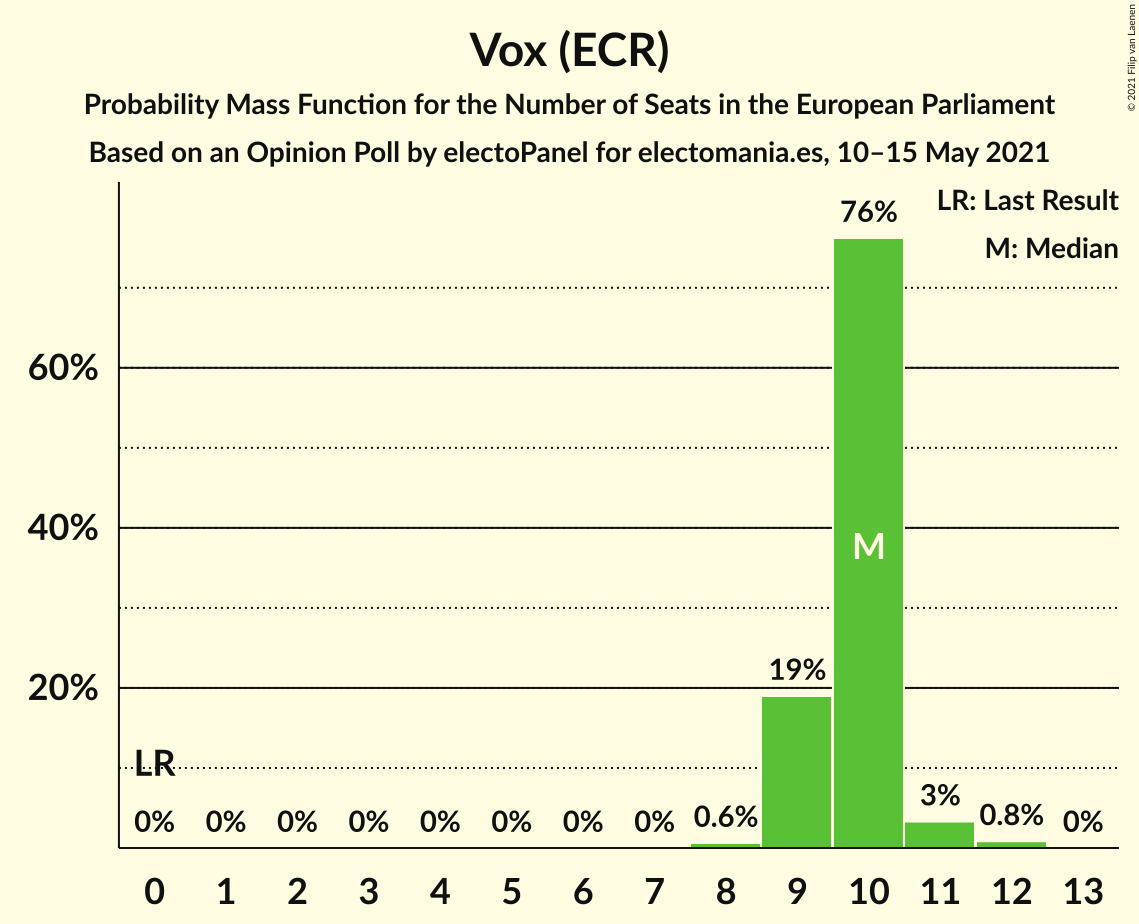 Vox (ECR)
Probability Mass Function for the Number of Seats in the European Parliament
Based on an Opinion Poll by electoPanel for electomania.es, 10–15 May 2021
© 2021 Filip van Laenen
LR: Last Result
M: Median
76%
60%
40%
M
19%
20%
LR
0% 0% 0% 0% 0% 0% 0% 0% 0.6% 3% 0.8% 0%
0 1 2 3 4 5 6 7 8 9 10 11 12 13